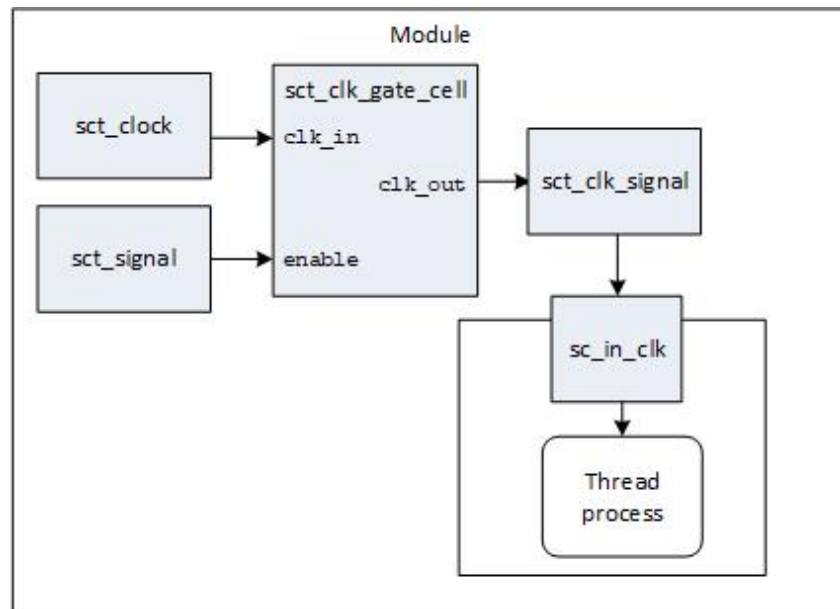 Module
sct_clock
sct_clk_gate_cell
clk_in
clk_out
enable
sct_signal
sct_clk_signal
sc_in_clk
Thread
process